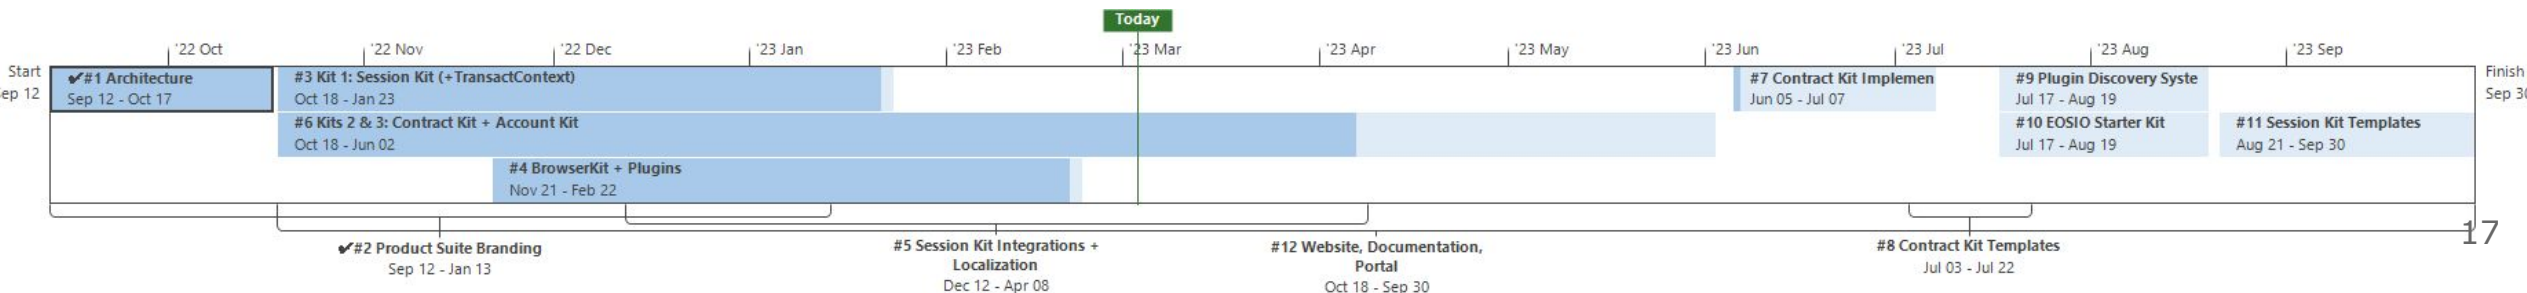 Today
'22 Oct '22 Nov '22 Dec '23 Jan '23 Feb '23 Mar '23 Apr '23 May '23 Jun '23 Jul '23 Aug '23 Sep
Start
Sep 12
✔#1 Architecture
Sep 12 - Oct 17
#3 Kit 1: Session Kit (+TransactContext)
Oct 18 - Jan 23
#7 Contract Kit Implemen
Jun 05 - Jul 07
#9 Plugin Discovery Syste
Jul 17 - Aug 19
Finish
Sep 30
#6 Kits 2 & 3: Contract Kit + Account Kit
Oct 18 - Jun 02
#10 EOSIO Starter Kit
Jul 17 - Aug 19
#11 Session Kit Templates
Aug 21 - Sep 30
#4 BrowserKit + Plugins
Nov 21 - Feb 22
✔#2 Product Suite Branding
Sep 12 - Jan 13
#5 Session Kit Integrations +
Localization
Dec 12 - Apr 08
#12 Website, Documentation,
Portal
Oct 18 - Sep 30
#8 Contract Kit Templates
Jul 03 - Jul 22
17